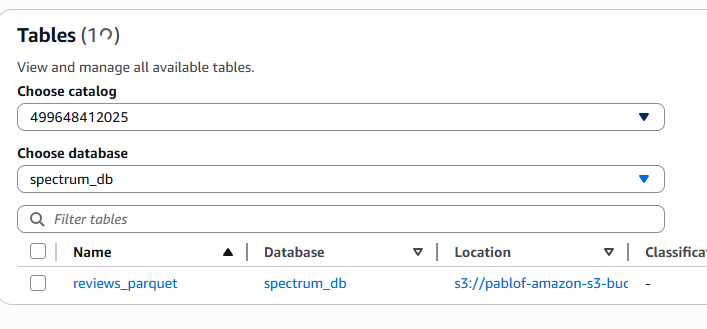 Tables (1)
View and manage all available tables.
Choose catalog
499648412025
Choose database
spectrum_db
Filter tables
Name Database Location Classificat
reviews_parquet spectrum_db s3://pablof-amazon-s3-buc -